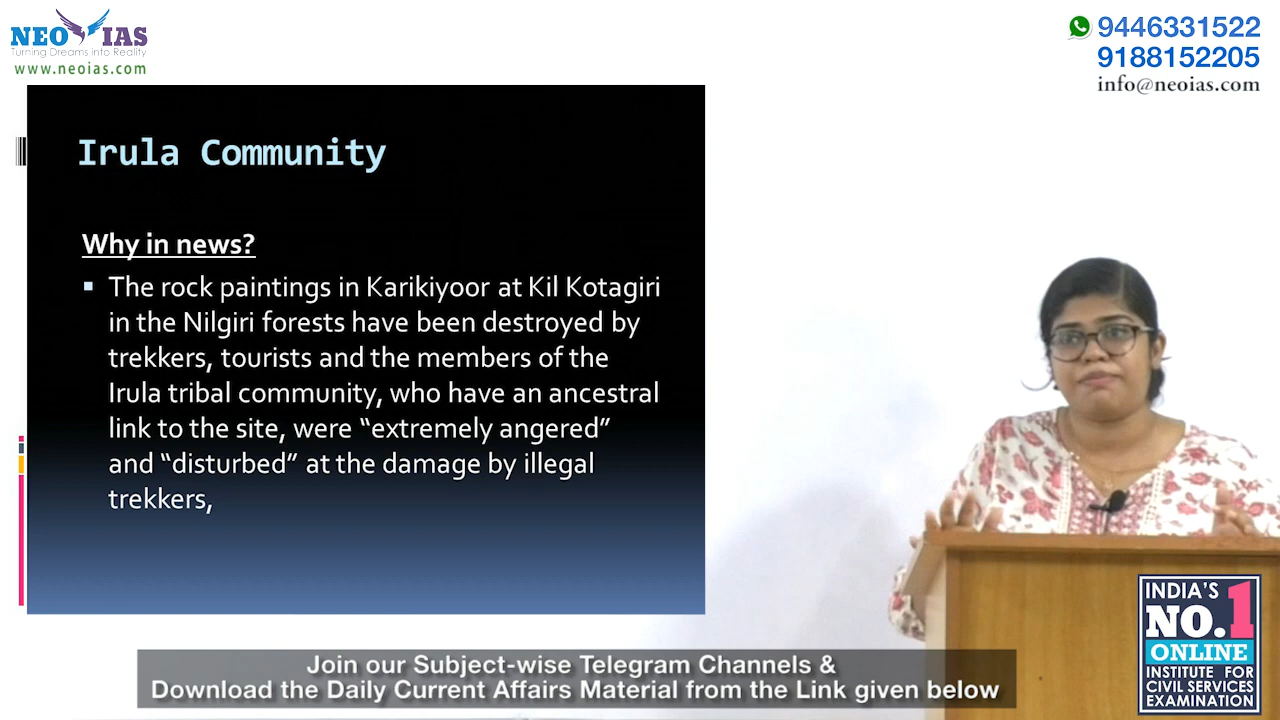 NEO IAS
Turning Dreams into Reality
www.neoias.com
9446331522
9188152205
info@neoias.com
Irula Community
Why in news?
The rock paintings in Karikiyoor at Kil Kotagiri
in the Nilgiri forests have been destroyed by
trekkers, tourists and the members of the
Irula tribal community, who have an ancestral
link to the site, were “extremely angered”
and “disturbed” at the damage by illegal
trekkers,
INDIA'S
NO.1
ONLINE
INSTITUTE FOR
CIVIL SERVICES
EXAMINATION
Join our Subject-wise Telegram Channels &
Download the Daily Current Affairs Material from the Link given below